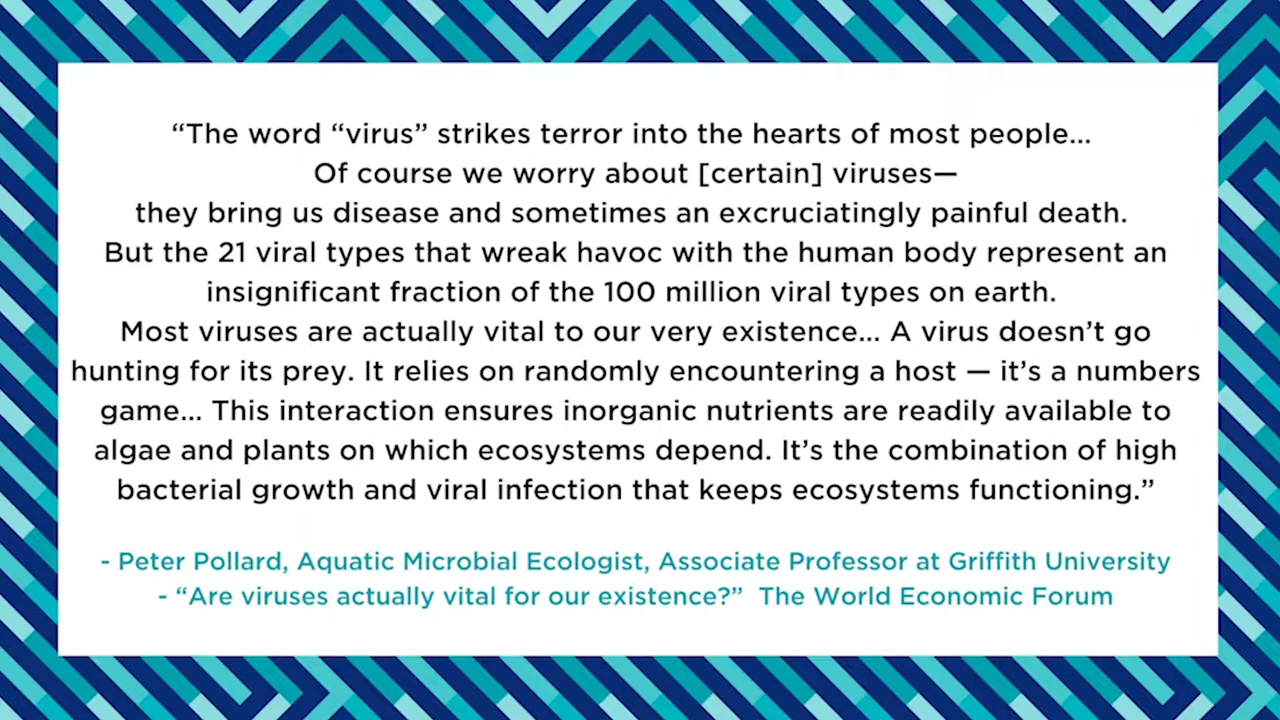 “The word “virus” strikes terror into the hearts of most people...
Of course we worry about [certain] viruses—
they bring us disease and sometimes an excruciatingly painful death.
But the 21 viral types that wreak havoc with the human body represent an
insignificant fraction of the 100 million viral types on earth.
Most viruses are actually vital to our very existence... A virus doesn’t go
hunting for its prey. It relies on randomly encountering a host — it’s a numbers
game... This interaction ensures inorganic nutrients are readily available to
algae and plants on which ecosystems depend. It’s the combination of high
bacterial growth and viral infection that keeps ecosystems functioning.”
- Peter Pollard, Aquatic Microbial Ecologist, Associate Professor at Griffith University
- “Are viruses actually vital for our existence?” The World Economic Forum